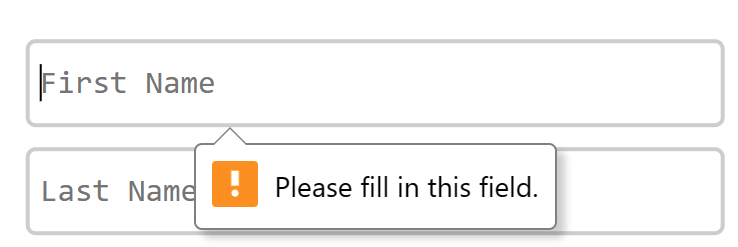 First Name
Last Name
! Please fill in this field.